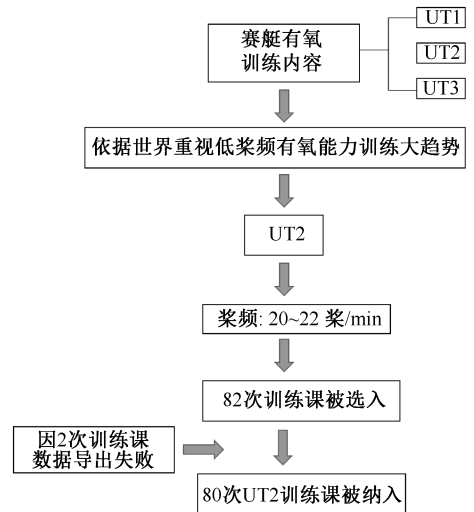 赛艇有氧
训练内容
UT1
UT2
UT3
依据世界重视低桨频有氧能力训练大趋势
UT2
桨频: 20~22 桨/min
82次训练课被选入
因2次训练课
数据导出失败
80次UT2训练课被纳入